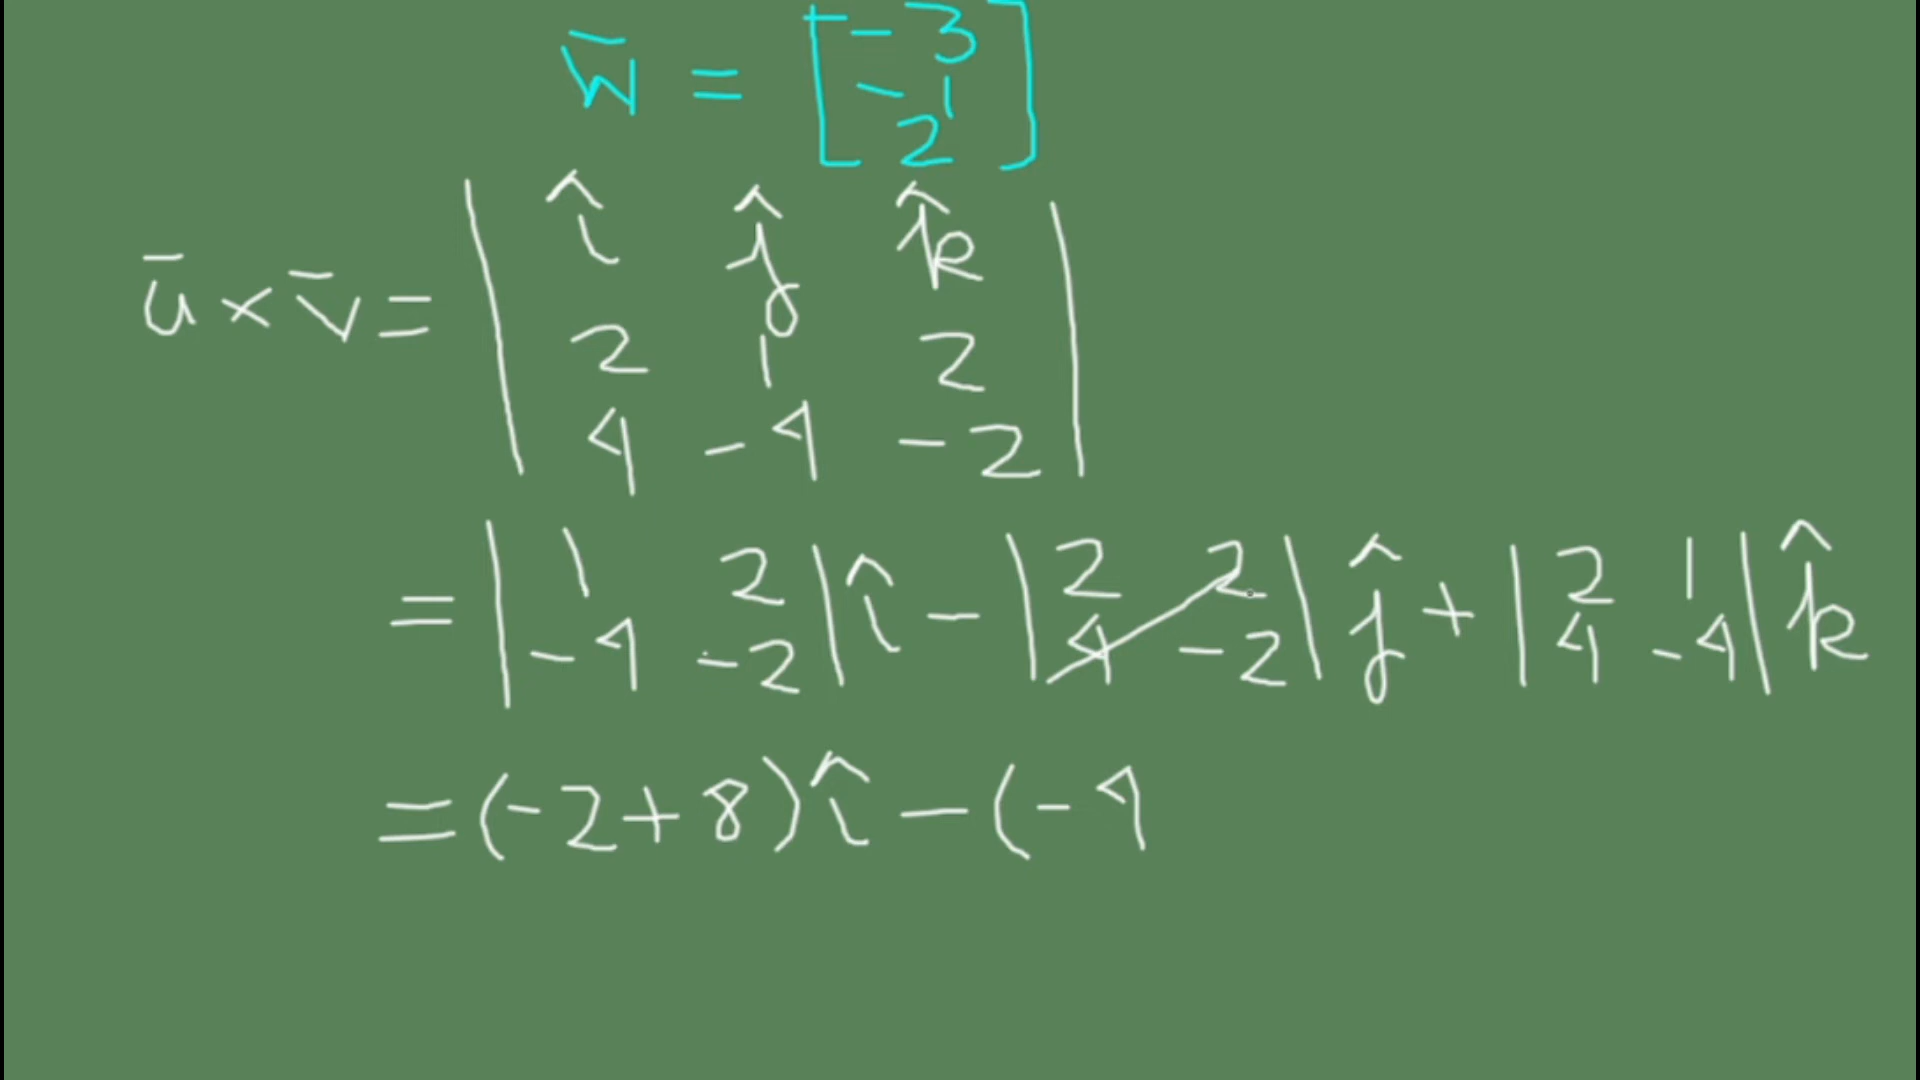 w̄ = [-3
-1
2]
î ĵ k̂
ū × v̄ = | 2 1 2 |
4 -4 -2
= | 1 2 | î - | 2 2 | ĵ + | 2 1 | k̂
-4 -2 4 -2 4 -4
= (-2+8) î - (-4